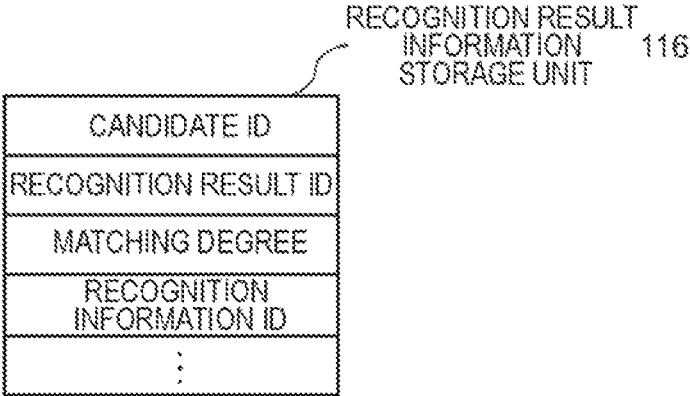 RECOGNITION RESULT
INFORMATION 116
STORAGE UNIT
CANDIDATE ID
RECOGNITION RESULT ID
MATCHING DEGREE
RECOGNITION
INFORMATION ID
⋮